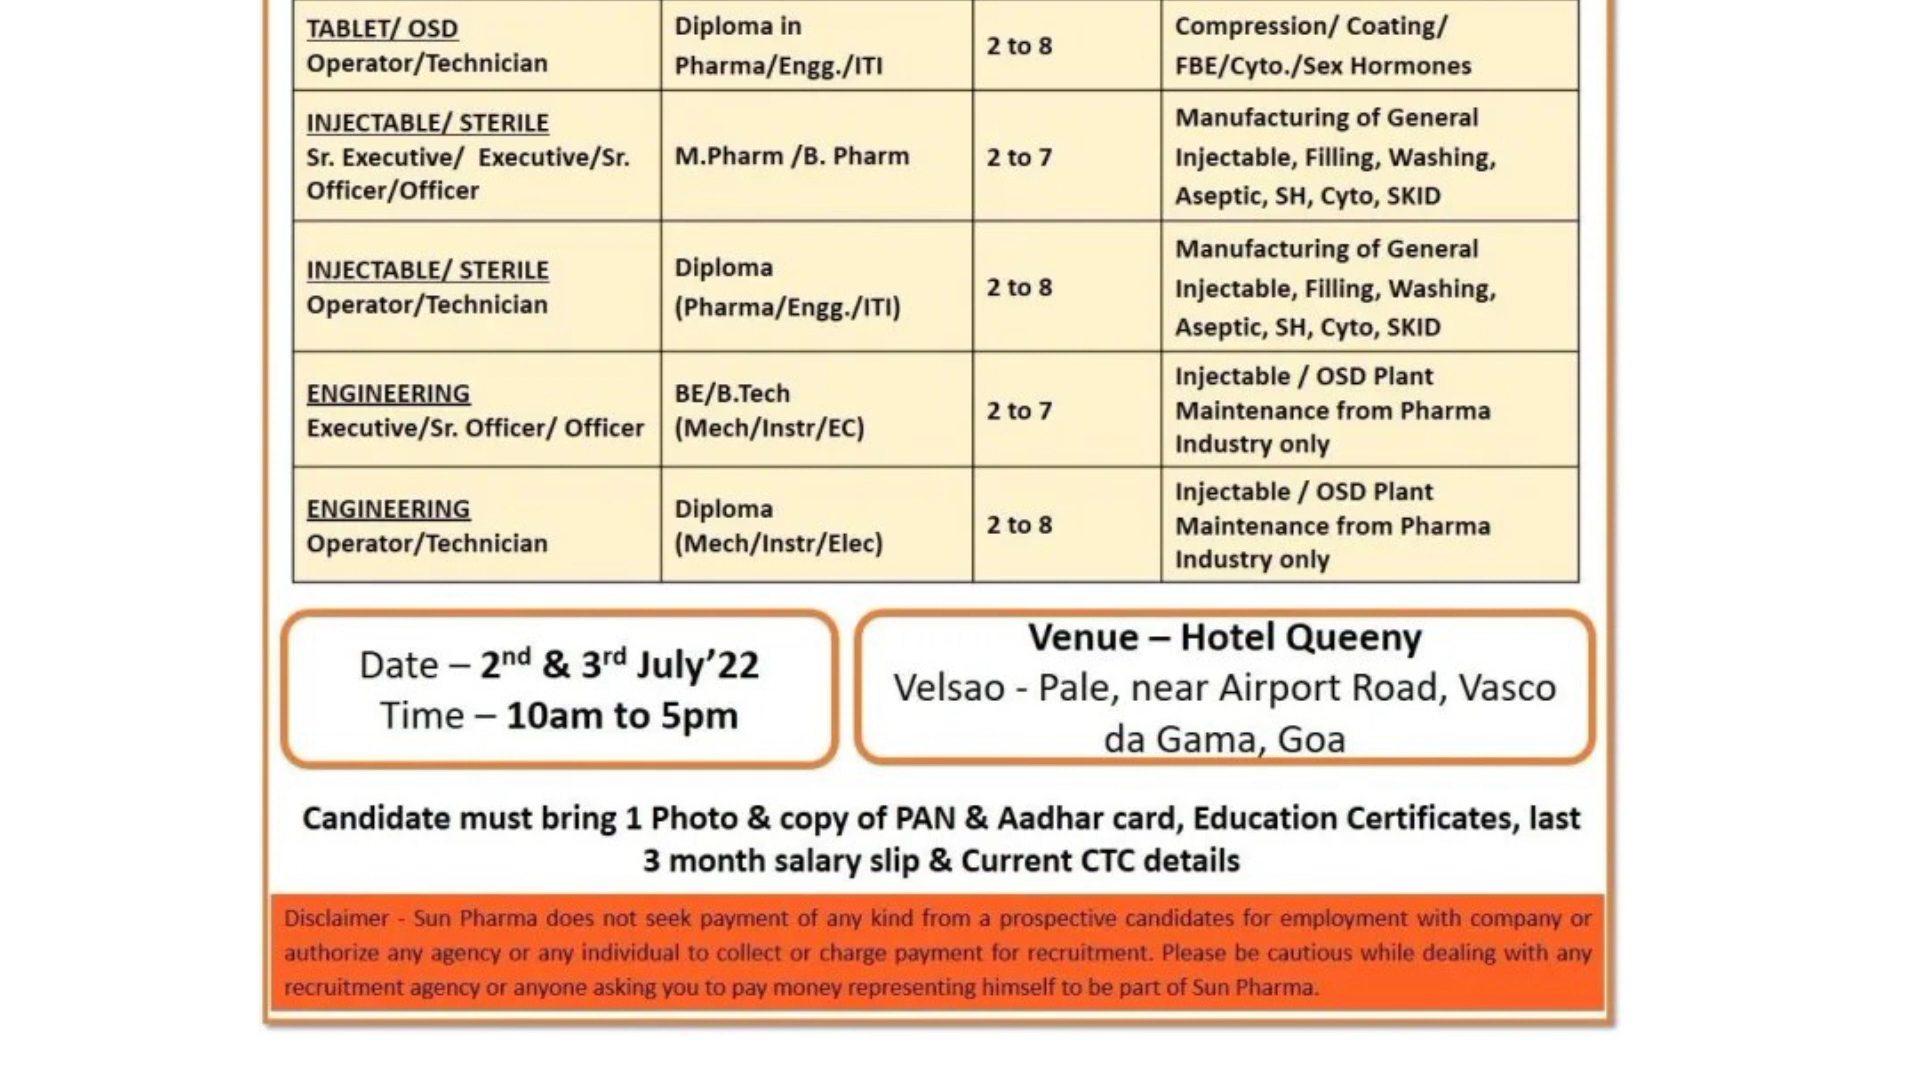 TABLET/ OSD
Operator/Technician
Diploma in
Pharma/Engg./ITI
2 to 8
Compression/ Coating/
FBE/Cyto./Sex Hormones
INJECTABLE/ STERILE
Sr. Executive/ Executive/Sr.
Officer/Officer
M.Pharm /B. Pharm
2 to 7
Manufacturing of General
Injectable, Filling, Washing,
Aseptic, SH, Cyto, SKID
INJECTABLE/ STERILE
Operator/Technician
Diploma
(Pharma/Engg./ITI)
2 to 8
Manufacturing of General
Injectable, Filling, Washing,
Aseptic, SH, Cyto, SKID
ENGINEERING
Executive/Sr. Officer/ Officer
BE/B.Tech
(Mech/Instr/EC)
2 to 7
Injectable / OSD Plant
Maintenance from Pharma
Industry only
ENGINEERING
Operator/Technician
Diploma
(Mech/Instr/Elec)
2 to 8
Injectable / OSD Plant
Maintenance from Pharma
Industry only
Date – 2nd & 3rd July’22
Time – 10am to 5pm
Venue – Hotel Queeny
Velsao - Pale, near Airport Road, Vasco
da Gama, Goa
Candidate must bring 1 Photo & copy of PAN & Aadhar card, Education Certificates, last
3 month salary slip & Current CTC details
Disclaimer - Sun Pharma does not seek payment of any kind from a prospective candidates for employment with company or
authorize any agency or any individual to collect or charge payment for recruitment. Please be cautious while dealing with any
recruitment agency or anyone asking you to pay money representing himself to be part of Sun Pharma.